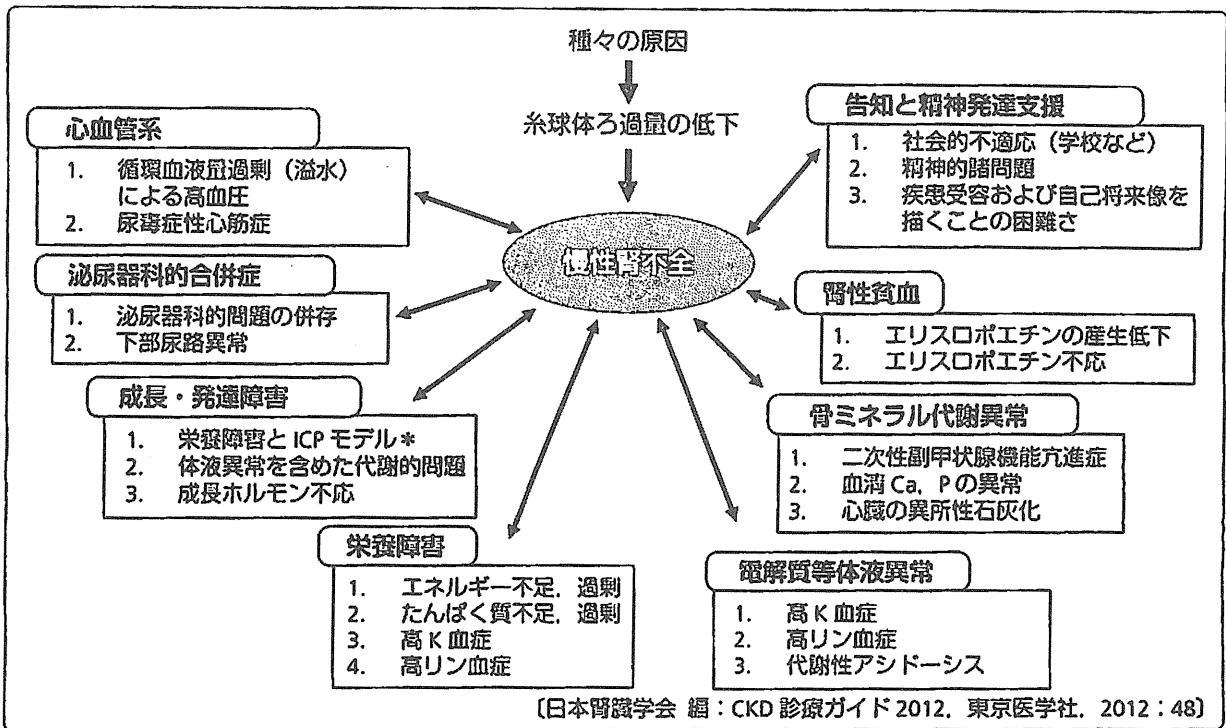 種々の原因
糸球体ろ過量の低下
慢性腎不全
心血管系
1. 循環血液量過剰(溢水)
による高血圧
2. 尿毒症性心筋症
泌尿器科的合併症
1. 泌尿器科的問題の併存
2. 下部尿路異常
成長・発達障害
1. 栄養障害とICPモデル*
2. 体液異常を含めた代謝的問題
3. 成長ホルモン不応
栄養障害
1. エネルギー不足,過剰
2. たんぱく質不足,過剰
3. 高K血症
4. 高リン血症
告知と精神発達支援
1. 社会的不適応(学校など)
2. 精神的諸問題
3. 疾患受容および自己将来像を
描くことの困難さ
腎性貧血
1. エリスロポエチンの産生低下
2. エリスロポエチン不応
骨ミネラル代謝異常
1. 二次性副甲状腺機能亢進症
2. 血清Ca,Pの異常
3. 心臓の異所性石灰化
電解質等体液異常
1. 高K血症
2. 高リン血症
3. 代謝性アシドーシス
〔日本腎臓学会 編:CKD診療ガイド2012,東京医学社,2012:48〕